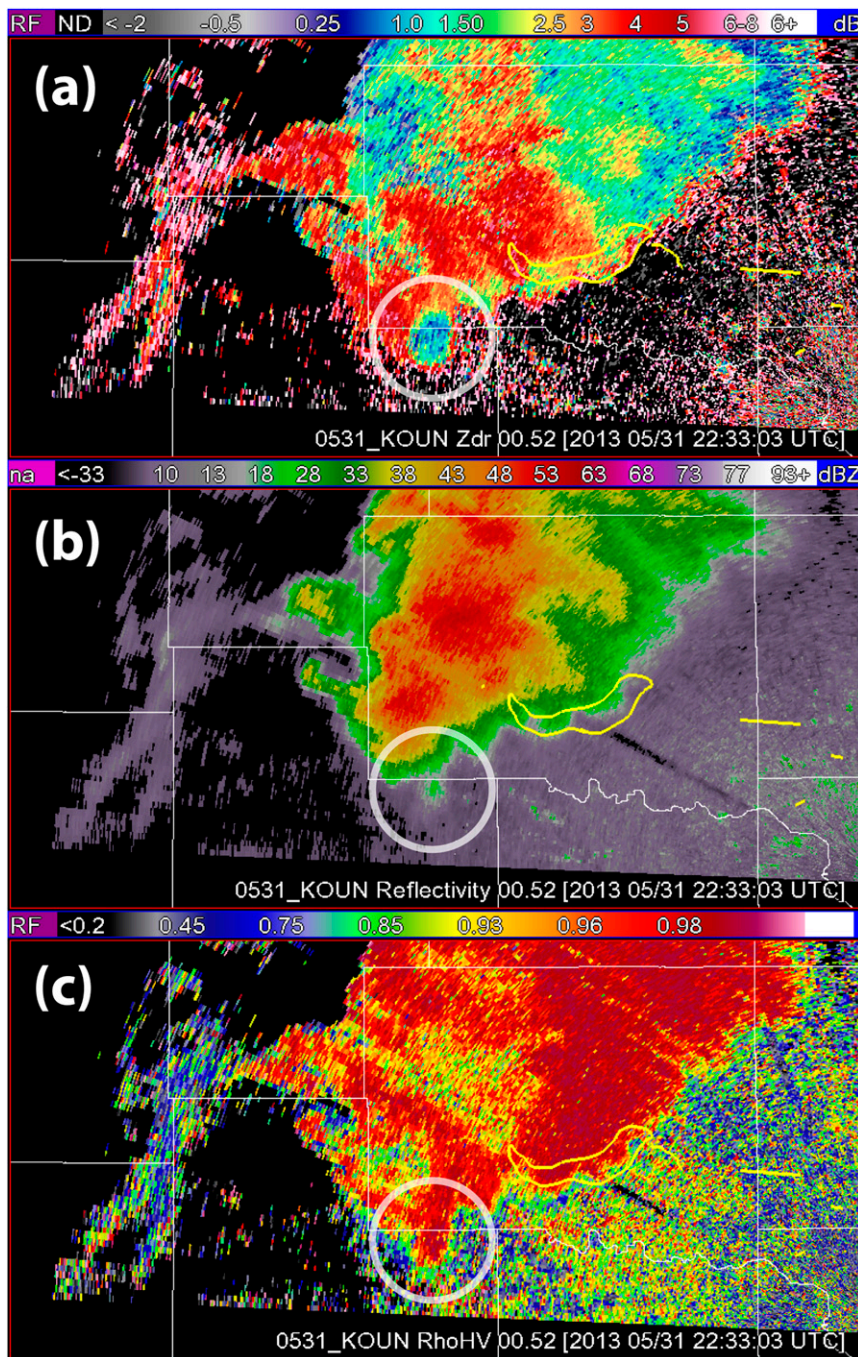 RF ND < -2 -0.5 0.25 1.0 1.50 2.5 3 4 5 6-8 6+ dB
(a)
0531_KOUN Zdr 00.52 [2013 05/31 22:33:03 UTC]
na <-33 10 13 18 28 33 38 43 48 53 63 68 73 77 93+ dBZ
(b)
0531_KOUN Reflectivity 00.52 [2013 05/31 22:33:03 UTC]
RF <0.2 0.45 0.75 0.85 0.93 0.96 0.98
(c)
0531_KOUN RhoHV 00.52 [2013 05/31 22:33:03 UTC]